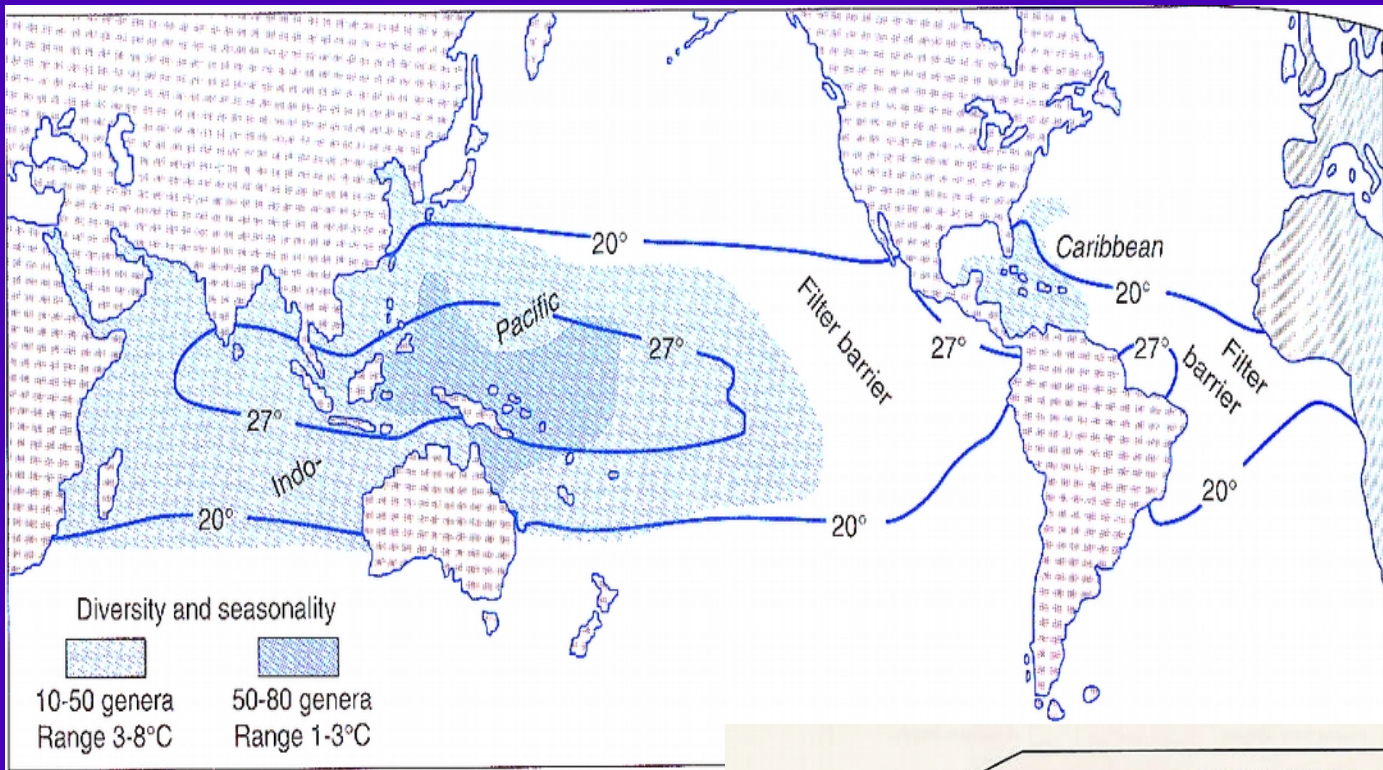 20°
Caribbean
20°
Filter barrier
Pacific
27°
27°
27°
Filter
barrier
27°
Indo-
20°
20°
20°
Diversity and seasonality
10-50 genera
50-80 genera
Range 3-8°C
Range 1-3°C